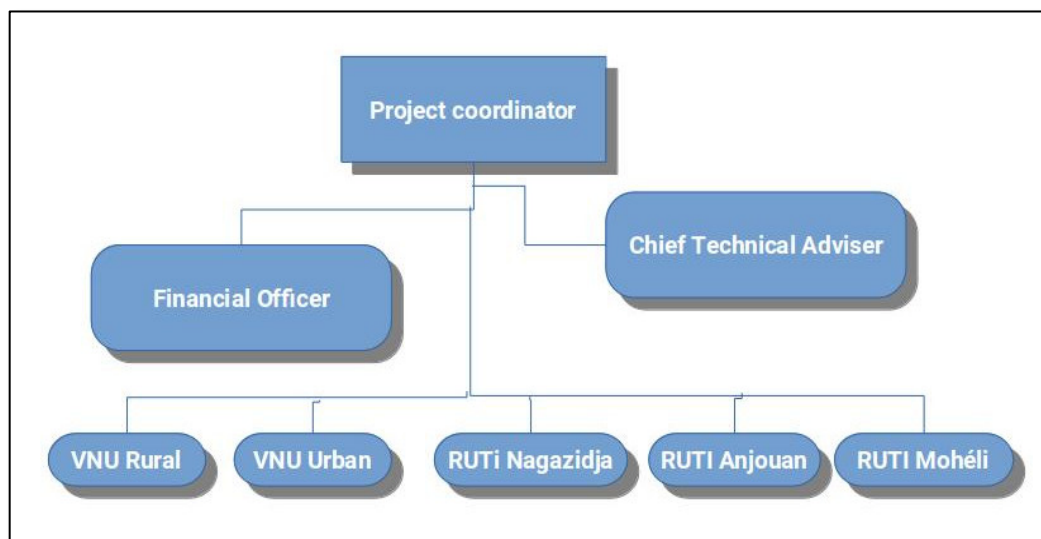 Project coordinator
Chief Technical Adviser
Financial Officer
VNU Rural
VNU Urban
RUTi Nagazidja
RUTI Anjouan
RUTI Mohéli